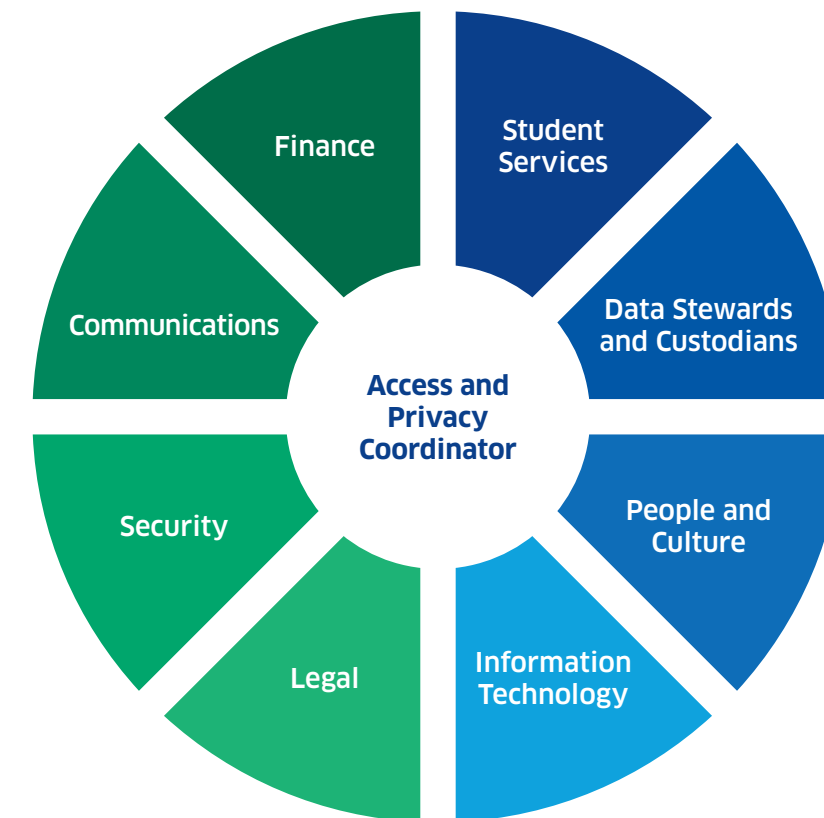 Finance
Student
Services
Communications
Data Stewards
and Custodians
Access and
Privacy
Coordinator
Security
People and
Culture
Legal
Information
Technology